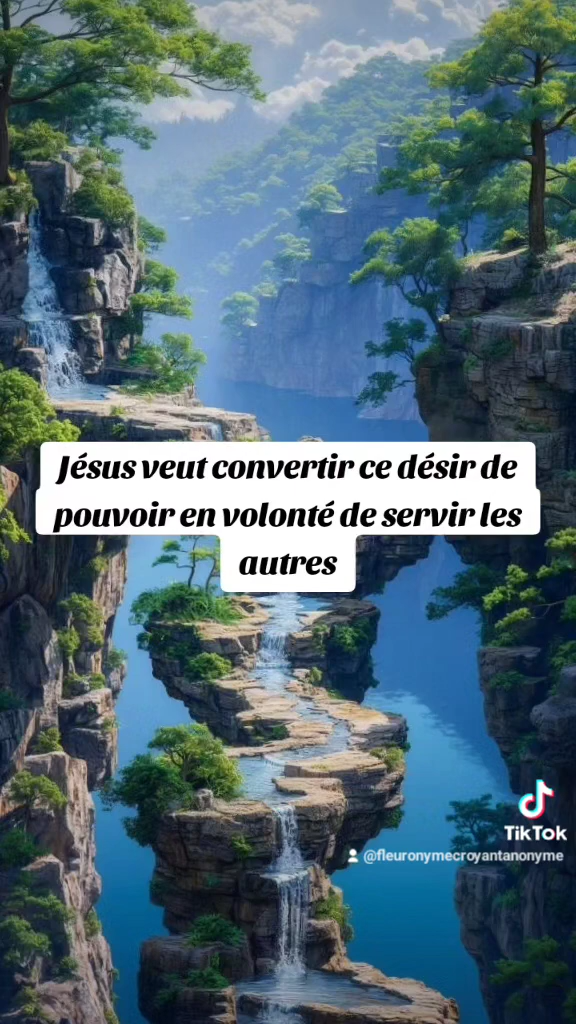 Jésus veut convertir ce désir de
pouvoir en volonté de servir les
autres
TikTok
@fleuronymecroyantanonyme